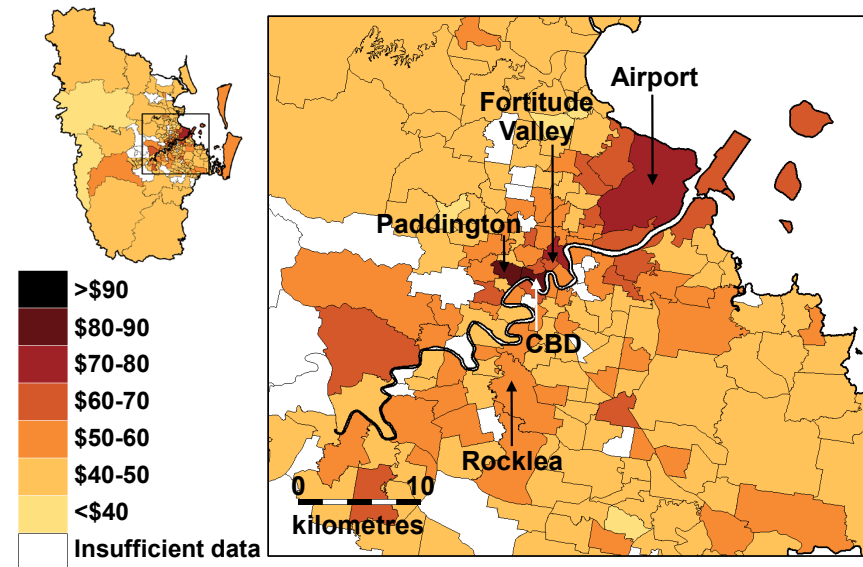 Airport
Fortitude
Valley
Paddington
CBD
Rocklea
0 10
kilometres
>$90
$80-90
$70-80
$60-70
$50-60
$40-50
<$40
Insufficient data